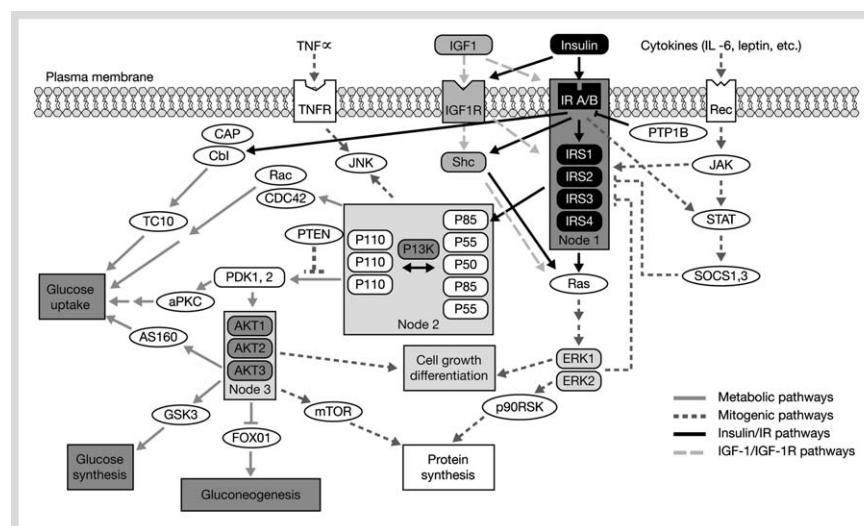 TNF∝
IGF1
Insulin
Cytokines (IL -6, leptin, etc.)
Plasma membrane
TNFR
IGF1R
IR A/B
Rec
CAP
Cbl
JNK
Shc
PTP1B
IRS1
IRS2
IRS3
IRS4
Node 1
JAK
STAT
SOCS1,3
Rac
CDC42
TC10
PTEN
P110
P110
P110
P13K
P85
P55
P50
P85
P55
Node 2
Ras
Glucose
uptake
PDK1, 2
aPKC
AS160
AKT1
AKT2
AKT3
Node 3
Cell growth
differentiation
ERK1
ERK2
GSK3
mTOR
p90RSK
FOX01
Glucose
synthesis
Gluconeogenesis
Protein
synthesis
Metabolic pathways
Mitogenic pathways
Insulin/IR pathways
IGF-1/IGF-1R pathways